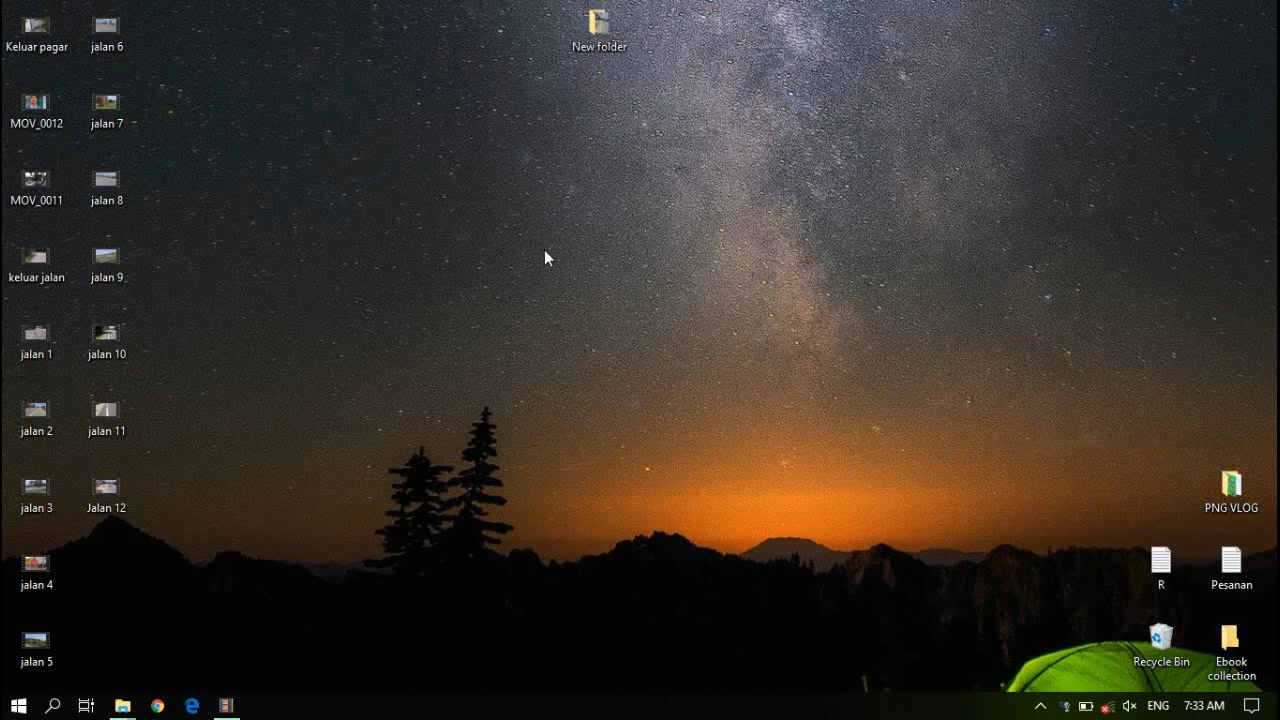 Keluar pagar
jalan 6
New folder
MOV_0012
jalan 7
MOV_0011
jalan 8
keluar jalan
jalan 9
jalan 1
jalan 10
jalan 2
jalan 11
jalan 3
Jalan 12
PNG VLOG
jalan 4
R
Pesanan
jalan 5
Recycle Bin
Ebook
collection
ENG
7:33 AM